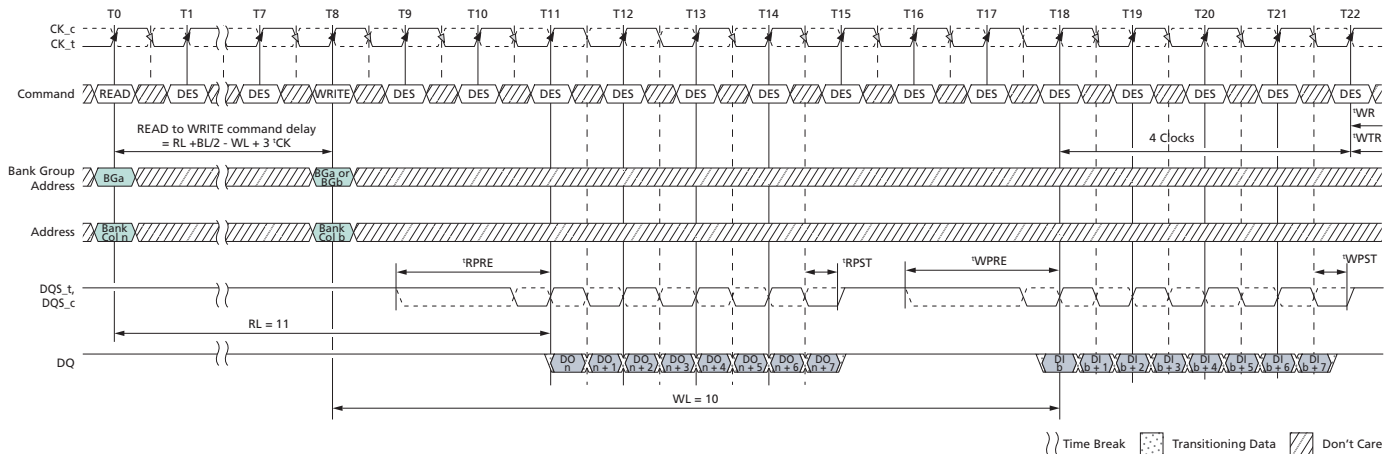 T0 T1 T7 T8 T9 T10 T11 T12 T13 T14 T15 T16 T17 T18 T19 T20 T21 T22
CK_c
CK_t
Command READ DES DES WRITE DES DES DES DES DES DES DES DES DES DES DES DES DES DES
READ to WRITE command delay
= RL +BL/2 - WL + 3 tCK
4 Clocks
tWR
tWTR
Bank Group
Address
BGa
BGa or
BGb
Address
Bank
Col n
Bank
Col b
tRPRE tRPST tWPRE tWPST
DQS_t,
DQS_c
RL = 11
DQ
DO
n
DO
n + 1
DO
n + 2
DO
n + 3
DO
n + 4
DO
n + 5
DO
n + 6
DO
n + 7
DI
b
DI
b + 1
DI
b + 2
DI
b + 3
DI
b + 4
DI
b + 5
DI
b + 6
DI
b + 7
WL = 10
Time Break Transitioning Data Don't Care